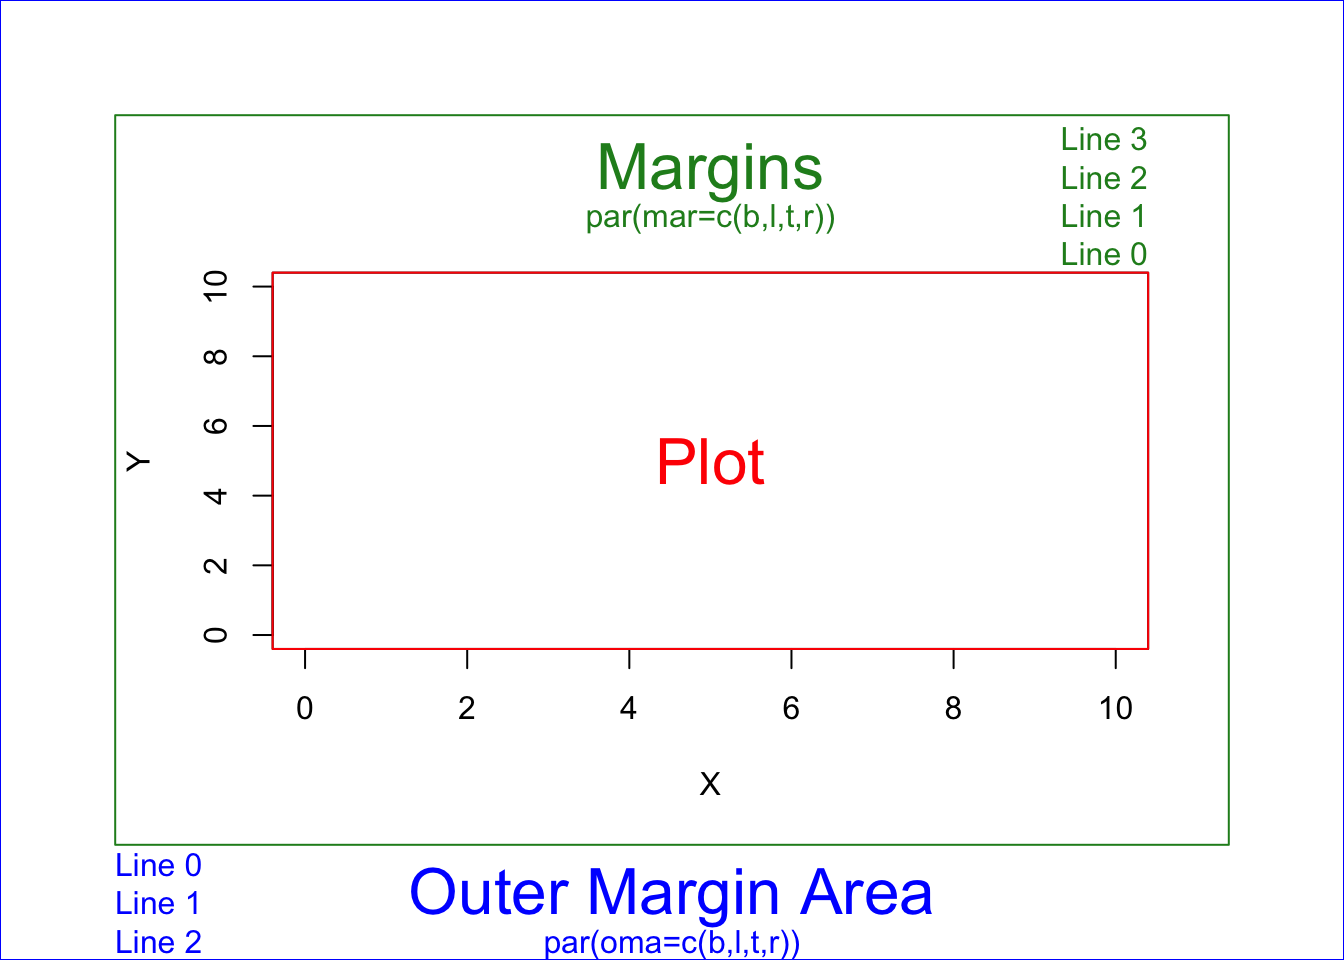 Margins
par(mar=c(b,l,t,r))
Line 3
Line 2
Line 1
Line 0
10
8
6
4
2
0
Y
Plot
0 2 4 6 8 10
X
Line 0
Line 1
Line 2
Outer Margin Area
par(oma=c(b,l,t,r))